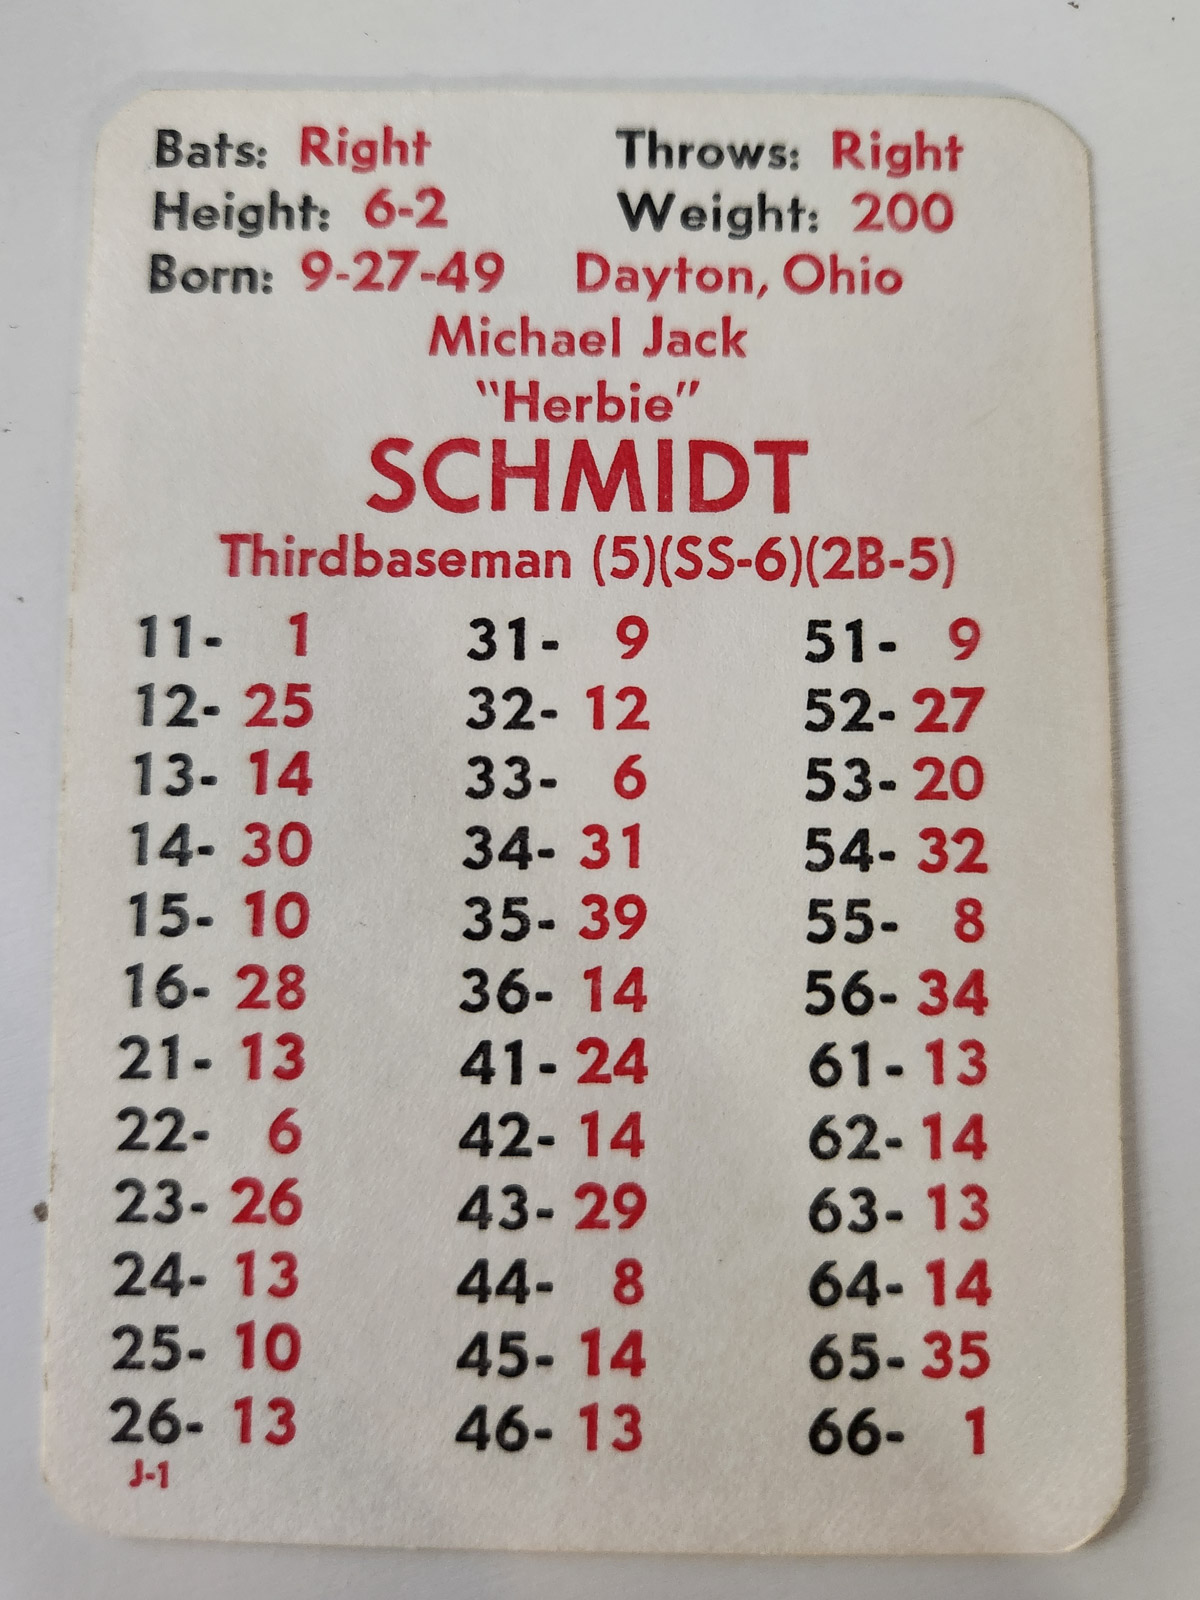 Bats: Right Throws: Right
Height: 6-2 Weight: 200
Born: 9-27-49 Dayton, Ohio
Michael Jack
"Herbie"
SCHMIDT
Thirdbaseman (5)(SS-6)(2B-5)
11- 1 31- 9 51- 9
12- 25 32- 12 52- 27
13- 14 33- 6 53- 20
14- 30 34- 31 54- 32
15- 10 35- 39 55- 8
16- 28 36- 14 56- 34
21- 13 41- 24 61- 13
22- 6 42- 14 62- 14
23- 26 43- 29 63- 13
24- 13 44- 8 64- 14
25- 10 45- 14 65- 35
26- 13 46- 13 66- 1
J-1